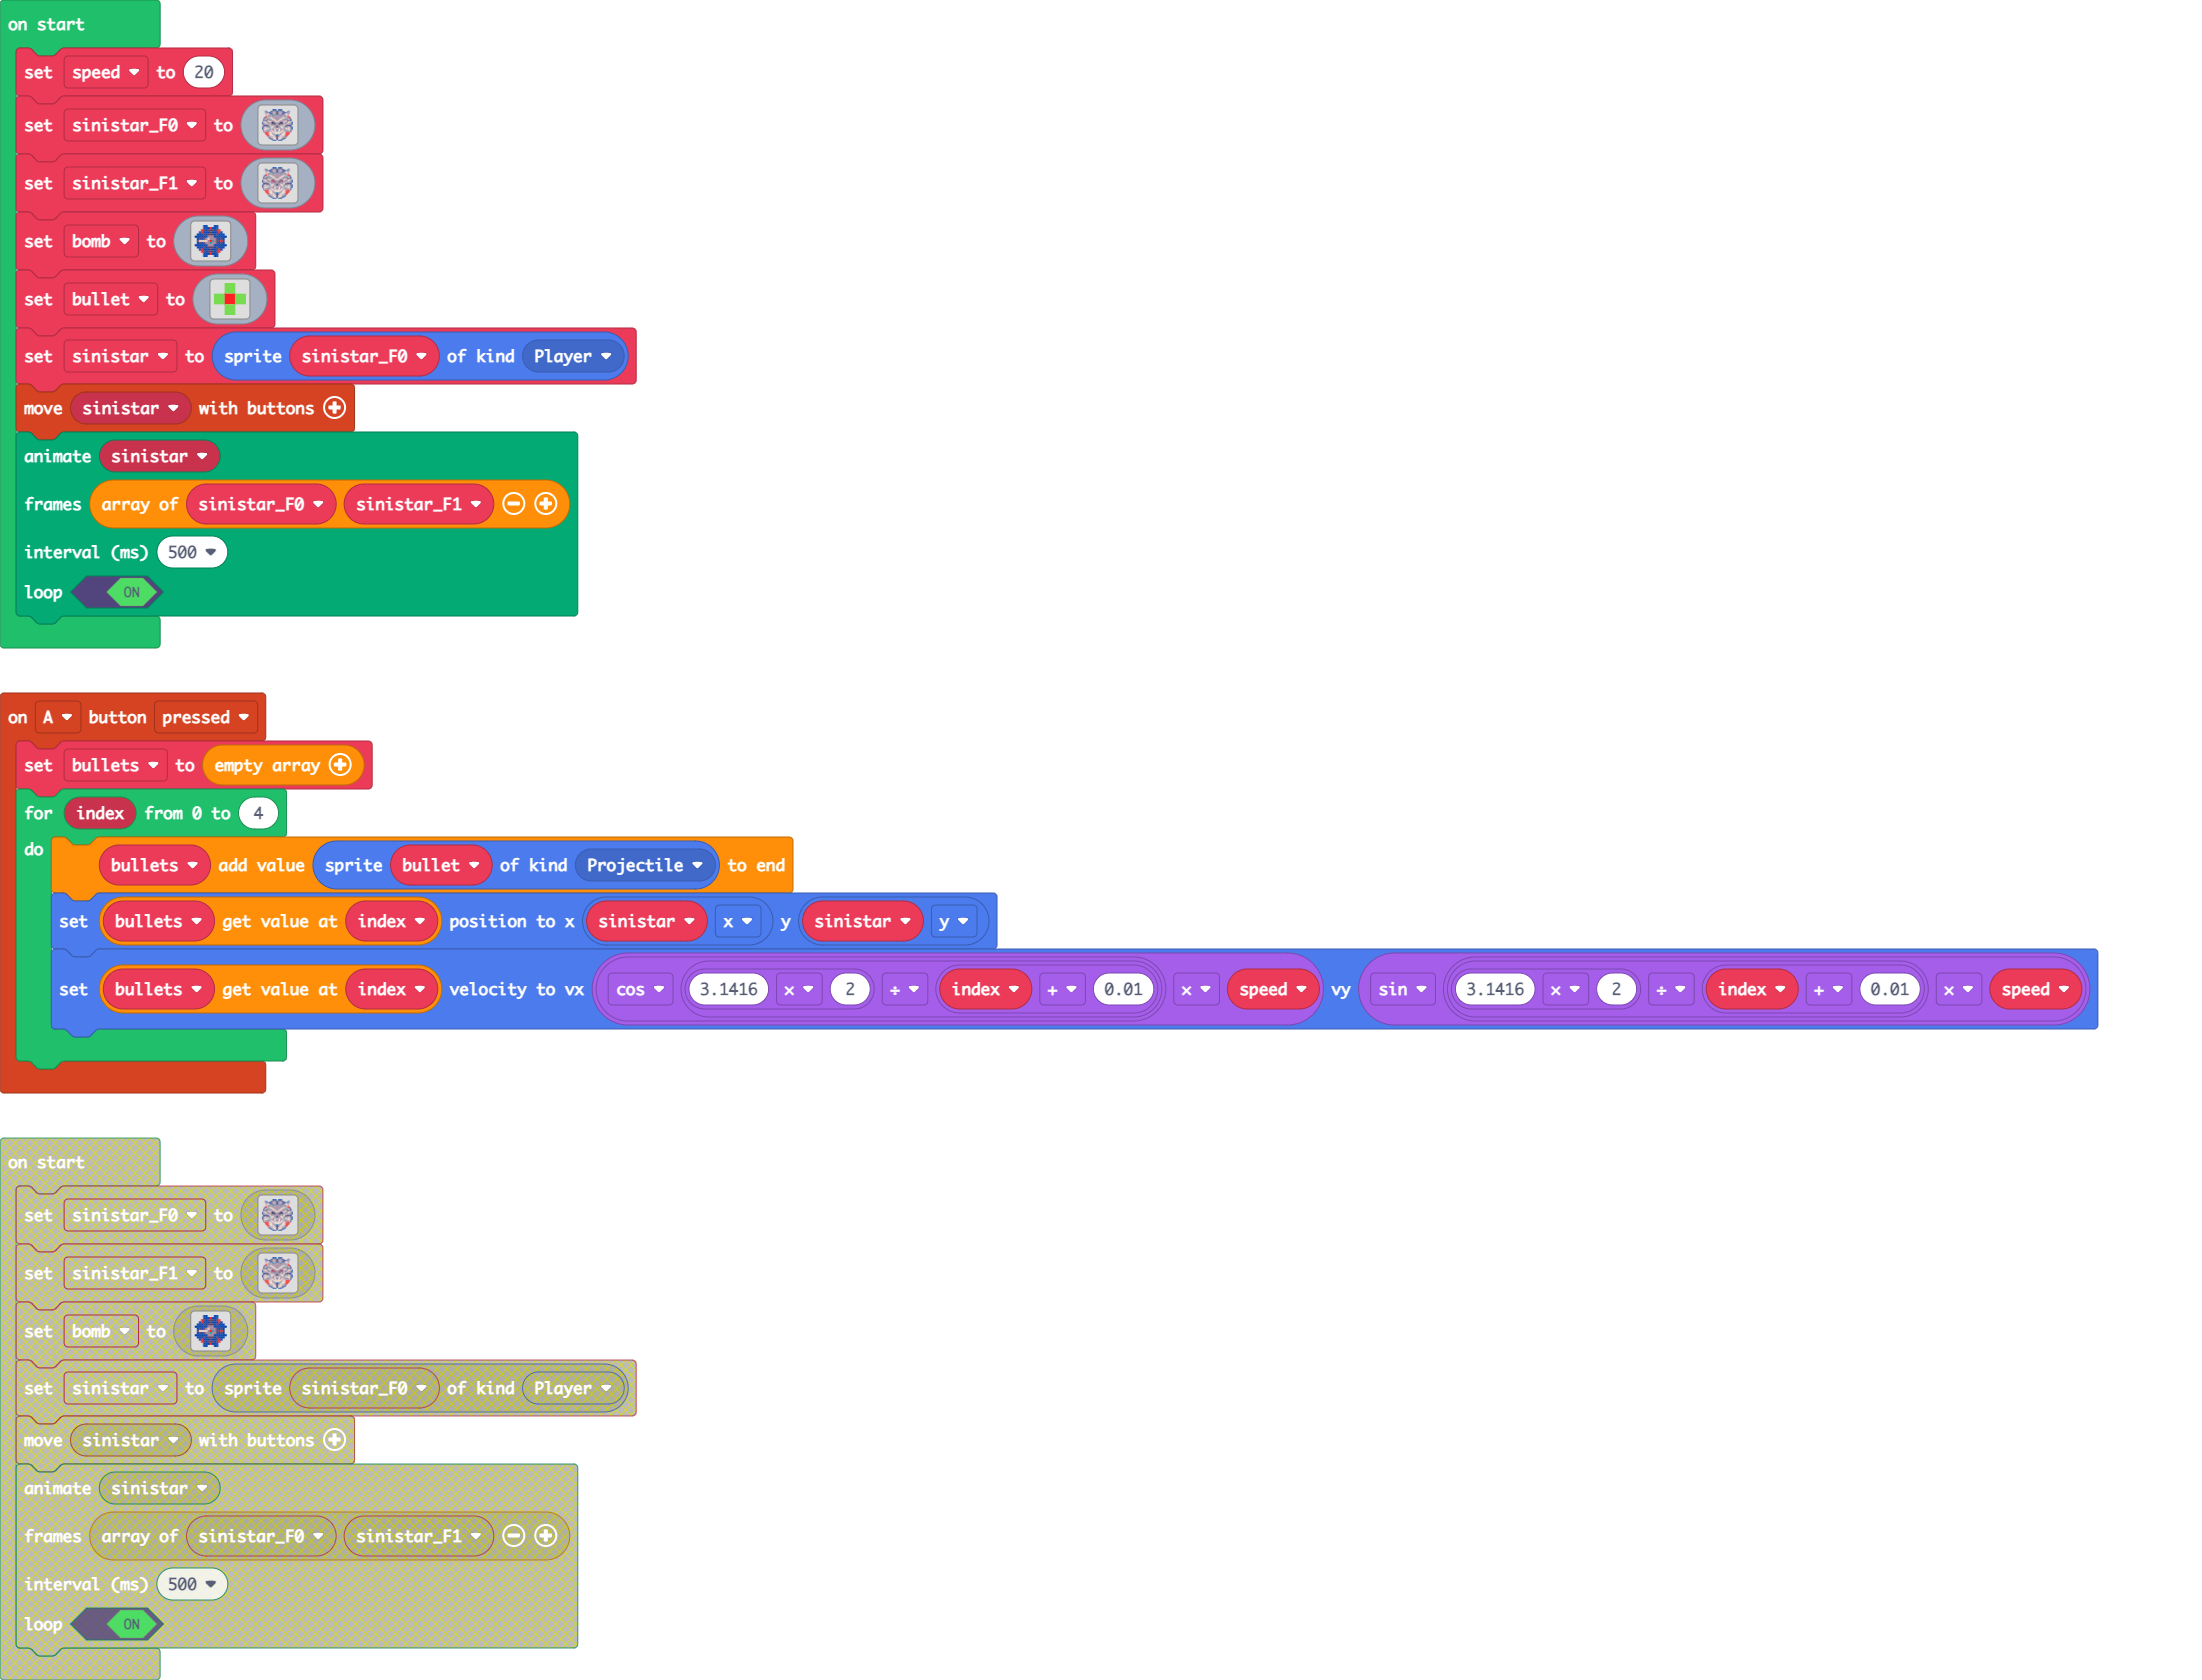 on start
set speed to 20
set sinistar_F0 to
set sinistar_F1 to
set bomb to
set bullet to
set sinistar to sprite sinistar_F0 of kind Player
move sinistar with buttons
animate sinistar
frames array of sinistar_F0 sinistar_F1
interval (ms) 500
loop ON
on A button pressed
set bullets to empty array
for index from 0 to 4
do
bullets add value sprite bullet of kind Projectile to end
set bullets get value at index position to x sinistar x y sinistar y
set bullets get value at index velocity to vx cos 3.1416 × 2 ÷ index + 0.01 × speed vy sin 3.1416 × 2 ÷ index + 0.01 × speed
on start
set sinistar_F0 to
set sinistar_F1 to
set bomb to
set sinistar to sprite sinistar_F0 of kind Player
move sinistar with buttons
animate sinistar
frames array of sinistar_F0 sinistar_F1
interval (ms) 500
loop ON